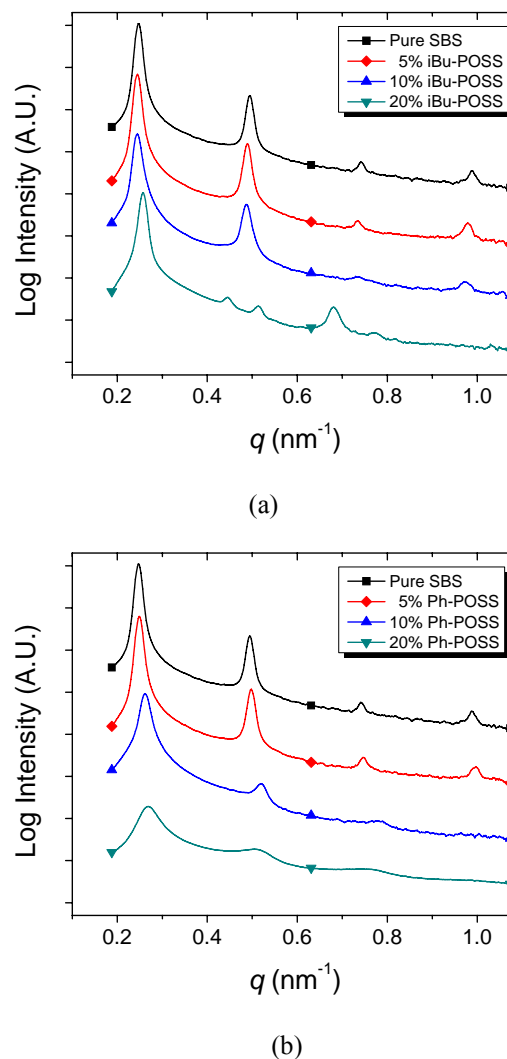 Pure SBS
5% iBu-POSS
10% iBu-POSS
20% iBu-POSS
Log Intensity (A.U.)
0.2 0.4 0.6 0.8 1.0
q (nm⁻¹)
(a)
Pure SBS
5% Ph-POSS
10% Ph-POSS
20% Ph-POSS
Log Intensity (A.U.)
0.2 0.4 0.6 0.8 1.0
q (nm⁻¹)
(b)